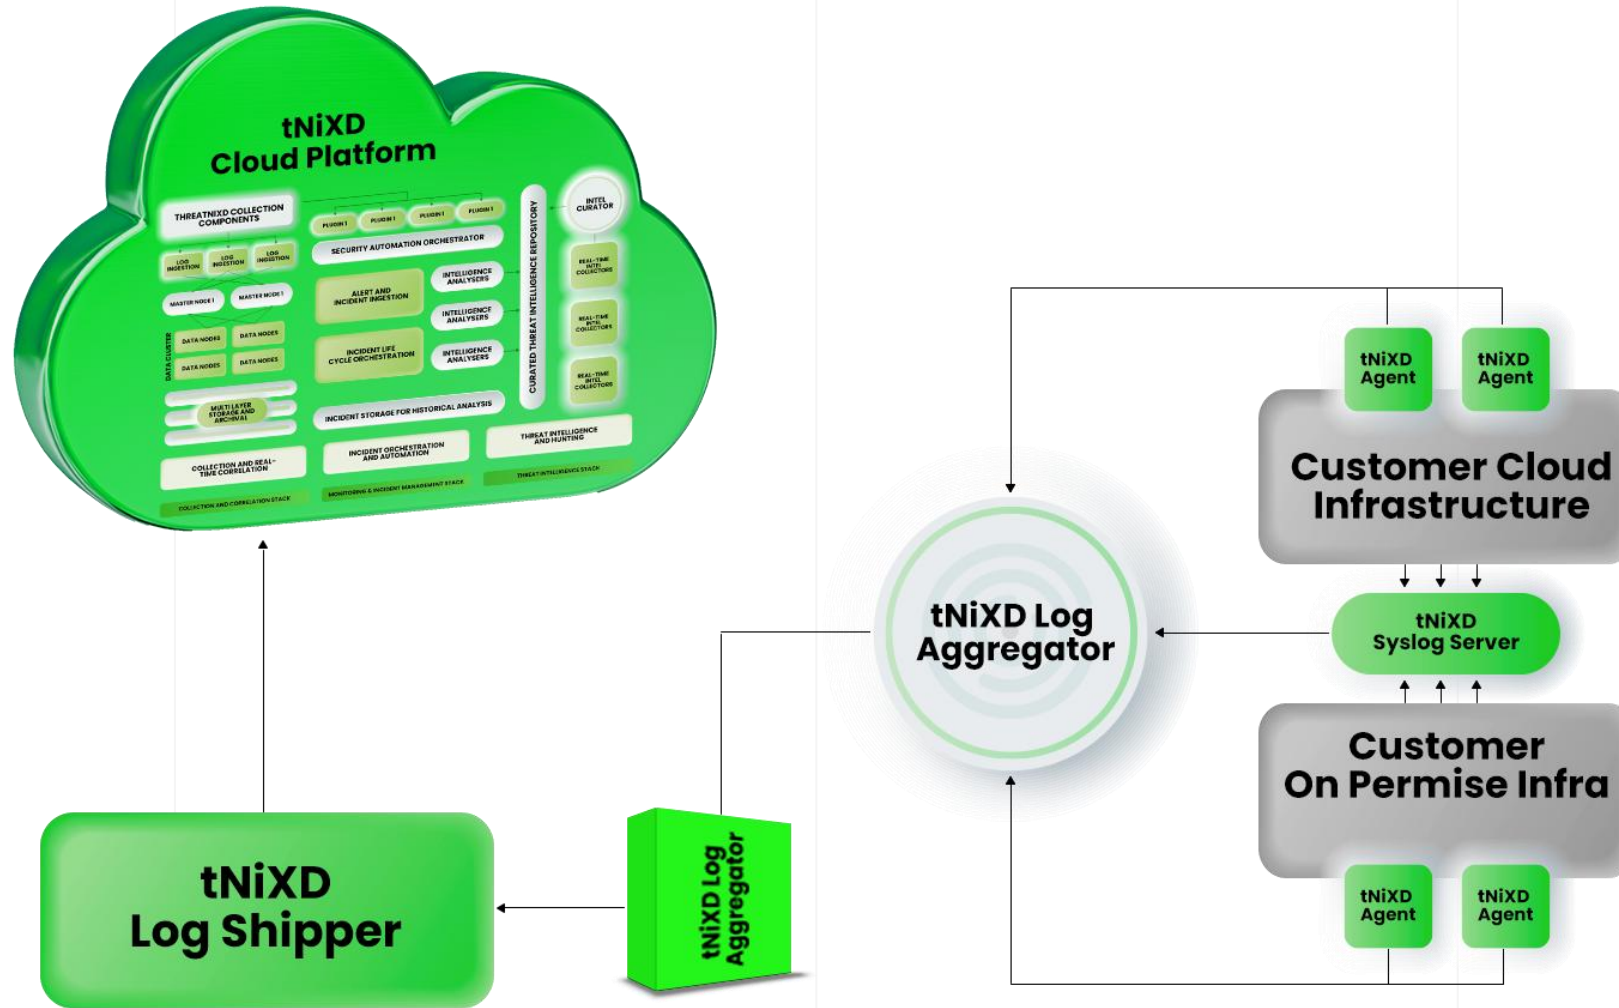 tNiXD
Cloud Platform
THREATNIXD COLLECTION
COMPONENTS
LOG
INGESTION
LOG
INGESTION
LOG
INGESTION
MASTER NODE 1
MASTER NODE 1
DATA CLUSTER
DATA NODES
DATA NODES
DATA NODES
DATA NODES
MULTI LAYER
STORAGE AND
ARCHIVAL
COLLECTION AND REAL-
TIME CORRELATION
COLLECTION AND CORRELATION STACK
PLUGIN 1
PLUGIN 1
PLUGIN 1
PLUGIN 1
SECURITY AUTOMATION ORCHESTRATOR
ALERT AND
INCIDENT INGESTION
INCIDENT LIFE
CYCLE ORCHESTRATION
INTELLIGENCE
ANALYSERS
INTELLIGENCE
ANALYSERS
INTELLIGENCE
ANALYSERS
INCIDENT STORAGE FOR HISTORICAL ANALYSIS
INCIDENT ORCHESTRATION
AND AUTOMATION
MONITORING & INCIDENT MANAGEMENT STACK
CURATED THREAT INTELLIGENCE REPOSITORY
INTEL
CURATOR
REAL-TIME
INTEL
COLLECTORS
REAL-TIME
INTEL
COLLECTORS
REAL-TIME
INTEL
COLLECTORS
THREAT INTELLIGENCE
AND HUNTING
THREAT INTELLIGENCE STACK
tNiXD
Agent
tNiXD
Agent
Customer Cloud
Infrastructure
tNiXD
Syslog Server
tNiXD Log
Aggregator
Customer
On Permise Infra
tNiXD
Agent
tNiXD
Agent
tNiXD Log
Aggregator
tNiXD
Log Shipper